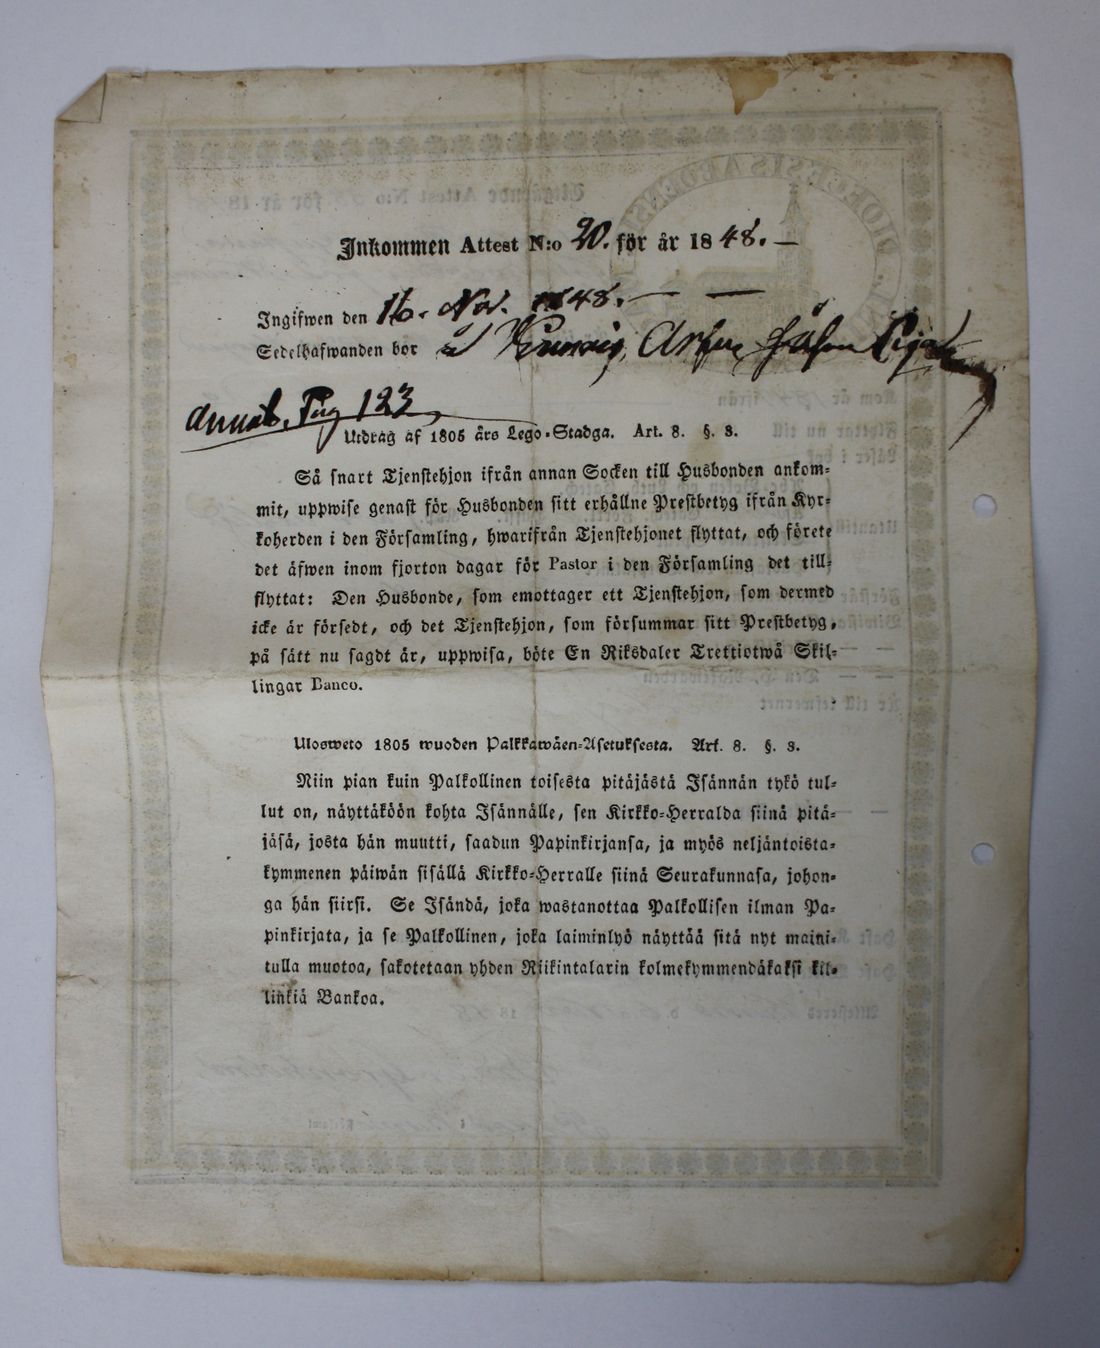 Inkommen Attest N:o 20. för år 1848. —
Ingifwen den 16. Nov. 1848. — —
Sedelhafwanden bor
annot. Pag 123
Utdrag af 1805 års Lego-Stadga. Art. 8. §. 3.
Så snart Tjenstehjon ifrån annan Socken till Husbonden ankom-
mit, uppwise genast för Husbonden sitt erhållne Prestbetyg ifrån Kyr-
koherden i den Församling, hwarifrån Tjenstehjonet flyttat, och förete
det äfwen inom fjorton dagar för Pastor i den Församling det till-
flyttat: Den Husbonde, som emottager ett Tjenstehjon, som dermed
icke är försedt, och det Tjenstehjon, som försummar sitt Prestbetyg,
på sätt nu sagdt är, uppwisa, böte En Riksdaler Trettiotwå Skil-
lingar Banco.
Ulosweto 1805 wuoden Palkkawäen-Asetuksesta. Art. 8. §. 3.
Niin pian kuin Palkollinen toisesta pitäjästä Isännän tykö tul-
lut on, näyttäköön kohta Isännälle, sen Kirkko-Herralda siinä pitä-
jäsä, josta hän muutti, saadun Papinkirjansa, ja myös neljäntoista-
kymmenen päiwän sisällä Kirkko-Herralle siinä Seurakunnasa, johon-
ga hän siirsi. Se Isändä, joka wastanottaa Palkollisen ilman Pa-
pinkirjata, ja se Palkollinen, joka laiminlyö näyttää sitä nyt maini-
tulla muotoa, sakotetaan yhden Riikintalarin kolmekymmendäkaksi kil-
linkiä Bankoa.